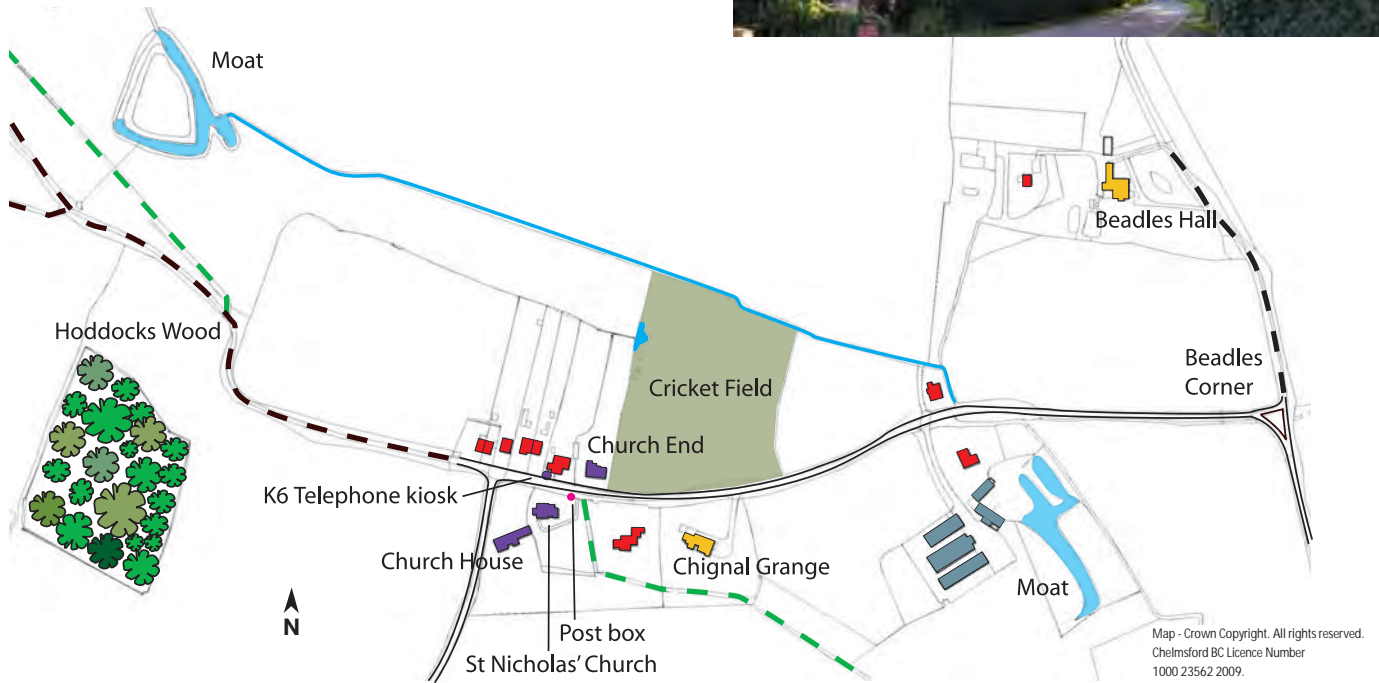 Moat
Beadles Hall
Hoddocks Wood
Beadles
Corner
Cricket Field
Church End
K6 Telephone kiosk
Church House
Chignal Grange
Moat
N
Post box
St Nicholas’ Church
Map - Crown Copyright. All rights reserved.
Chelmsford BC Licence Number
1000 23562 2009.